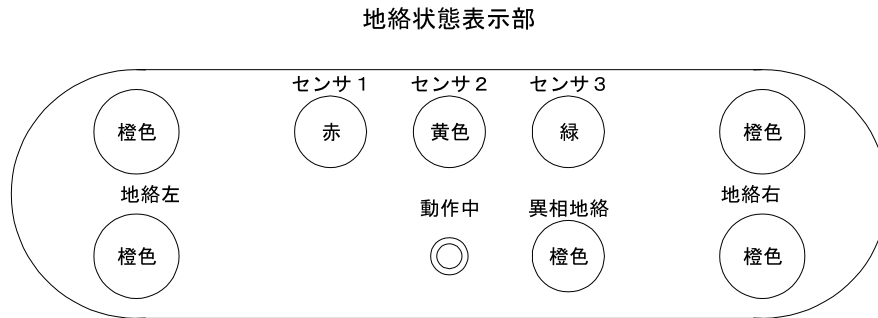 地絡状態表示部
センサ１ センサ２ センサ３
橙色 赤 黄色 緑 橙色
地絡左 地絡右
動作中 異相地絡
橙色 橙色 橙色